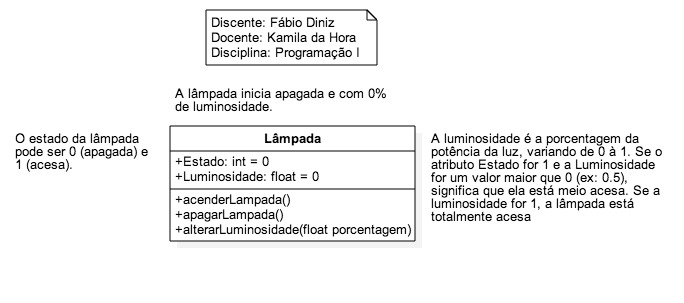 Discente: Fábio Diniz
Docente: Kamila da Hora
Disciplina: Programação I
A lâmpada inicia apagada e com 0%
de luminosidade.
O estado da lâmpada
pode ser 0 (apagada) e
1 (acesa).
Lâmpada
+Estado: int = 0
+Luminosidade: float = 0
+acenderLampada()
+apagarLampada()
+alterarLuminosidade(float porcentagem)
A luminosidade é a porcentagem da
potência da luz, variando de 0 à 1. Se o
atributo Estado for 1 e a Luminosidade
for um valor maior que 0 (ex: 0.5),
significa que ela está meio acesa. Se a
luminosidade for 1, a lâmpada está
totalmente acesa